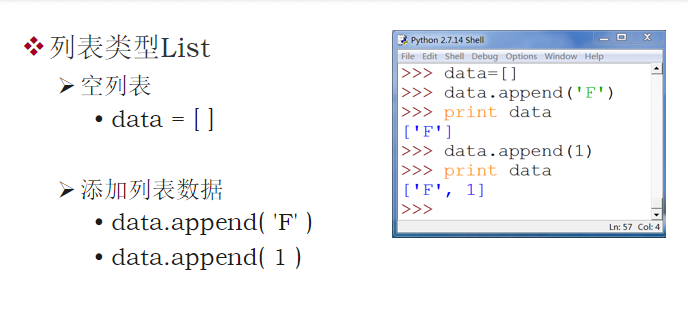 列表类型List
空列表
data = [ ]
添加列表数据
data.append( 'F' )
data.append( 1 )
Python 2.7.14 Shell
File Edit Shell Debug Options Window Help
>>> data=[]
>>> data.append('F')
>>> print data
['F']
>>> data.append(1)
>>> print data
['F', 1]
>>>
Ln: 57 Col: 4